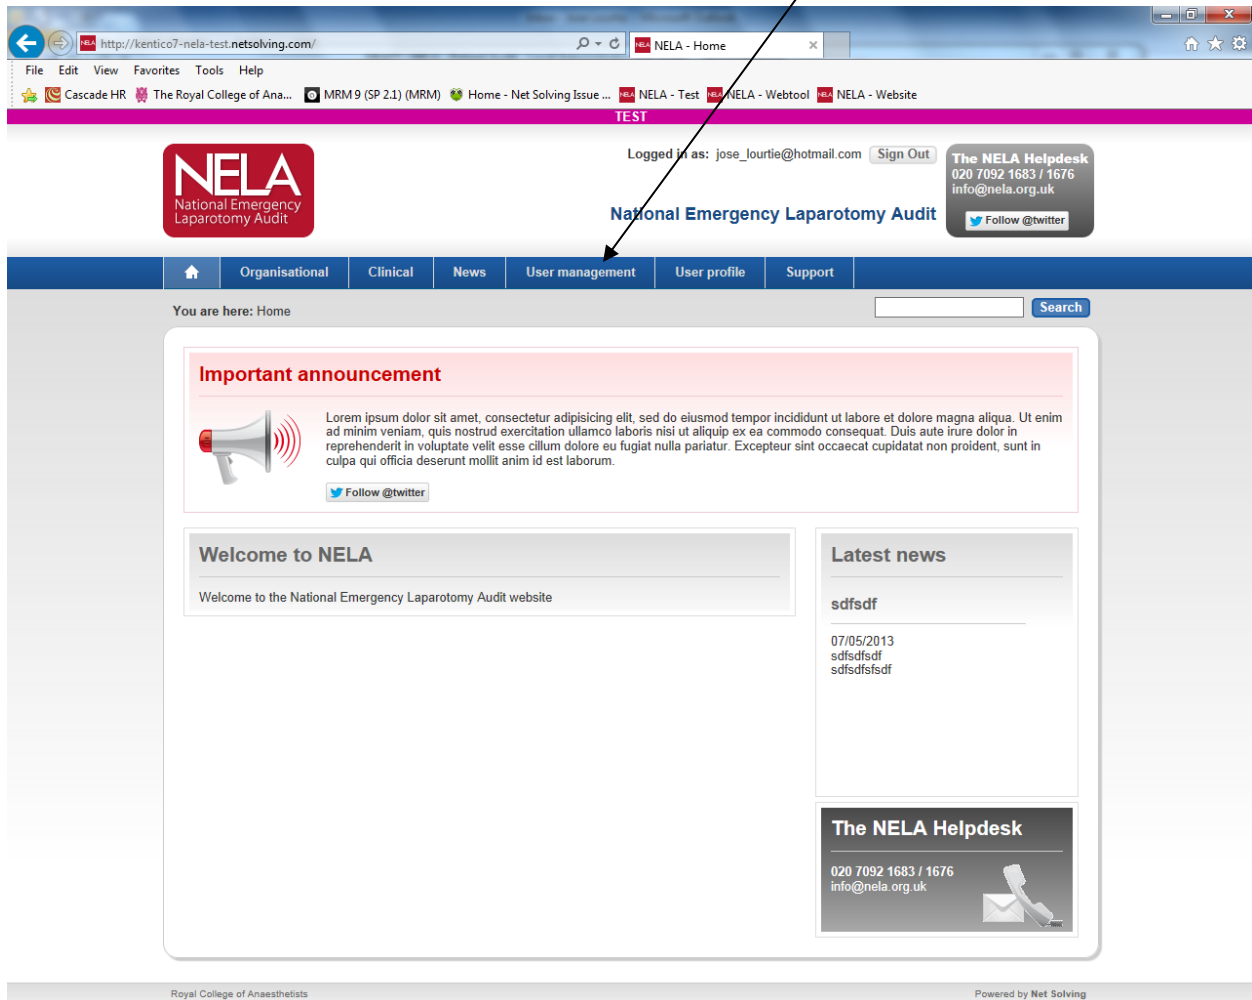 http://kentico7-nela-test.netsolving.com/
NELA NELA - Home
File Edit View Favorites Tools Help
Cascade HR The Royal College of Ana... MRM 9 (SP 2.1) (MRM) Home - Net Solving Issue ... NELA NELA - Test NELA NELA - Webtool NELA NELA - Website
TEST
NELA
National Emergency
Laparotomy Audit
Logged in as: jose_lourtie@hotmail.com Sign Out
National Emergency Laparotomy Audit
The NELA Helpdesk
020 7092 1683 / 1676
info@nela.org.uk
Follow @twitter
Organisational Clinical News User management User profile Support
You are here: Home
Search
Important announcement
Lorem ipsum dolor sit amet, consectetur adipisicing elit, sed do eiusmod tempor incididunt ut labore et dolore magna aliqua. Ut enim
ad minim veniam, quis nostrud exercitation ullamco laboris nisi ut aliquip ex ea commodo consequat. Duis aute irure dolor in
reprehenderit in voluptate velit esse cillum dolore eu fugiat nulla pariatur. Excepteur sint occaecat cupidatat non proident, sunt in
culpa qui officia deserunt mollit anim id est laborum.
Follow @twitter
Welcome to NELA
Welcome to the National Emergency Laparotomy Audit website
Latest news
sdfsdf
07/05/2013
sdfsdfsdf
sdfsdfsfsdf
The NELA Helpdesk
020 7092 1683 / 1676
info@nela.org.uk
Royal College of Anaesthetists
Powered by Net Solving